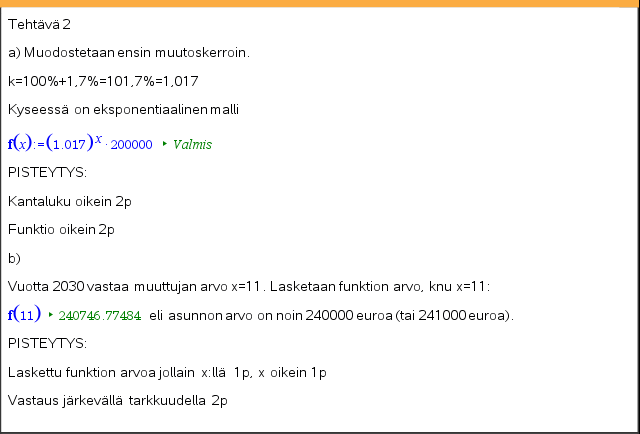 Tehtävä 2
a) Muodostetaan ensin muutoskerroin.
k=100%+1,7%=101,7%=1,017
Kyseessä on eksponentiaalinen malli
f(x):=(1.017)^x · 200000 ▸ Valmis
PISTEYTYS:
Kantaluku oikein 2p
Funktio oikein 2p
b)
Vuotta 2030 vastaa muuttujan arvo x=11. Lasketaan funktion arvo, knu x=11:
f(11) ▸ 240746.77484 eli asunnon arvo on noin 240000 euroa (tai 241000 euroa).
PISTEYTYS:
Laskettu funktion arvoa jollain x:llä 1p, x oikein 1p
Vastaus järkevällä tarkkuudella 2p